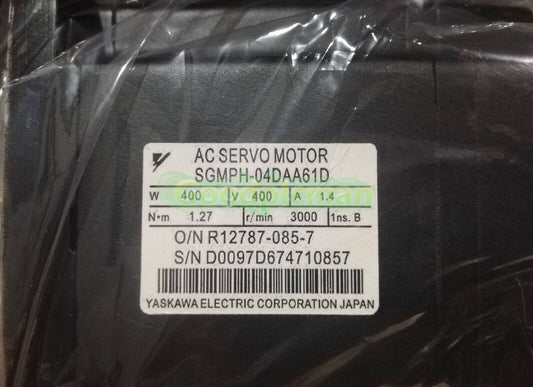 AC SERVO MOTOR
SGMPH-04DAA61D
W 400 V 400 A 1.4
N·m 1.27 r/min 3000 1ns. B
O/N R12787-085-7
S/N D0097D674710857
YASKAWA ELECTRIC CORPORATION JAPAN